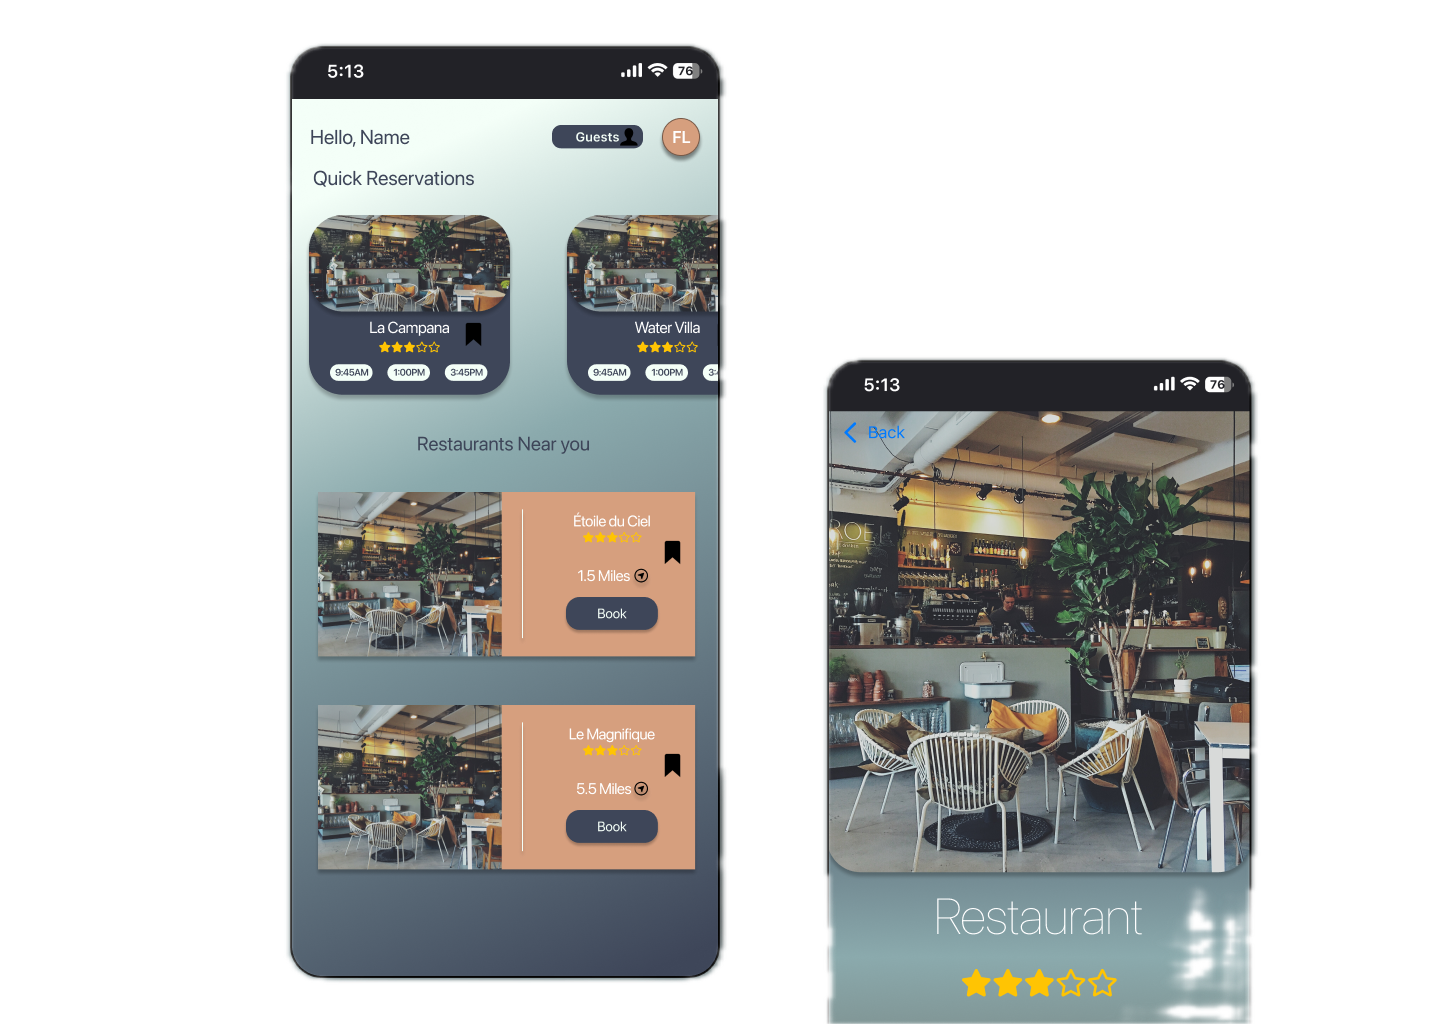 5:13
76
Hello, Name
Guests
FL
Quick Reservations
La Campana
9:45AM 1:00PM 3:45PM
Water Villa
9:45AM 1:00PM
Restaurants Near you
Étoile du Ciel
1.5 Miles
Book
Le Magnifique
5.5 Miles
Book
5:13
76
Back
ROEL
Restaurant